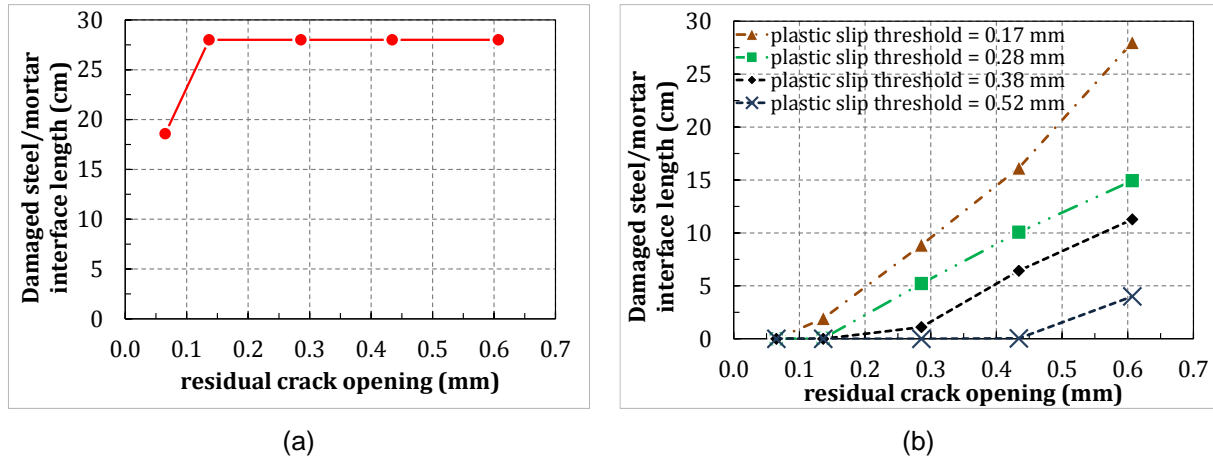 30
25
20
15
10
5
0
Damaged steel/mortar
interface length (cm)
0.0 0.1 0.2 0.3 0.4 0.5 0.6 0.7
residual crack opening (mm)
(a)
30
25
20
15
10
5
0
Damaged steel/mortar
interface length (cm)
plastic slip threshold = 0.17 mm
plastic slip threshold = 0.28 mm
plastic slip threshold = 0.38 mm
plastic slip threshold = 0.52 mm
0.0 0.1 0.2 0.3 0.4 0.5 0.6 0.7
residual crack opening (mm)
(b)